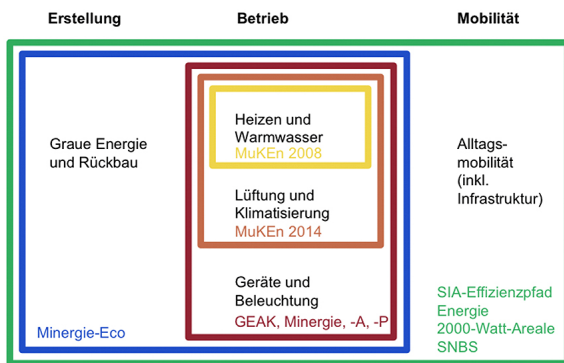 Erstellung
Betrieb
Mobilität
Graue Energie
und Rückbau
Minergie-Eco
Heizen und
Warmwasser
MuKEn 2008
Lüftung und
Klimatisierung
MuKEn 2014
Geräte und
Beleuchtung
GEAK, Minergie, -A, -P
Alltags-
mobilität
(inkl.
Infrastruktur)
SIA-Effizienzpfad
Energie
2000-Watt-Areale
SNBS